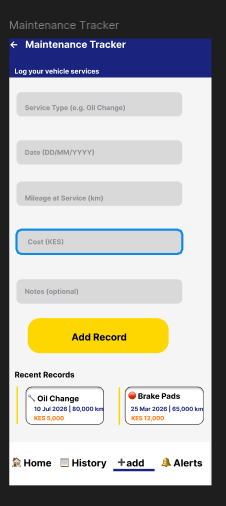 Maintenance Tracker
← Maintenance Tracker
Log your vehicle services
Service Type (e.g. Oil Change)
Date (DD/MM/YYYY)
Mileage at Service (km)
Cost (KES)
Notes (optional)
Add Record
Recent Records
Oil Change
10 Jul 2026 | 80,000 km
KES 5,000
Brake Pads
25 Mar 2026 | 65,000 km
KES 12,000
Home History +add Alerts